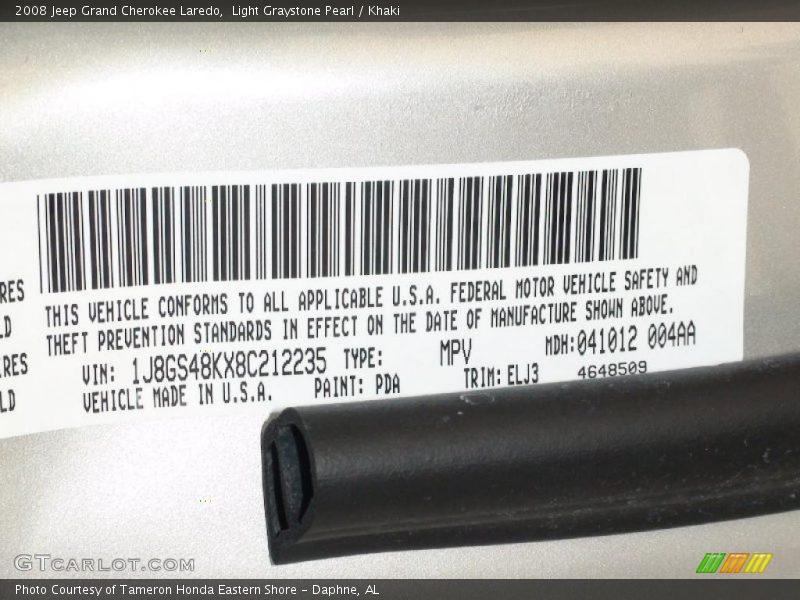 2008 Jeep Grand Cherokee Laredo,  Light Graystone Pearl / Khaki
RES
LD
RES
LD
THIS VEHICLE CONFORMS TO ALL APPLICABLE U.S.A. FEDERAL MOTOR VEHICLE SAFETY AND
THEFT PREVENTION STANDARDS IN EFFECT ON THE DATE OF MANUFACTURE SHOWN ABOVE.
VIN: 1J8GS48KX8C212235 TYPE: MPV MDH:041012 004AA
VEHICLE MADE IN U.S.A. PAINT: PDA TRIM: ELJ3 4648509
GTCARLOT.COM
Photo Courtesy of Tameron Honda Eastern Shore - Daphne, AL